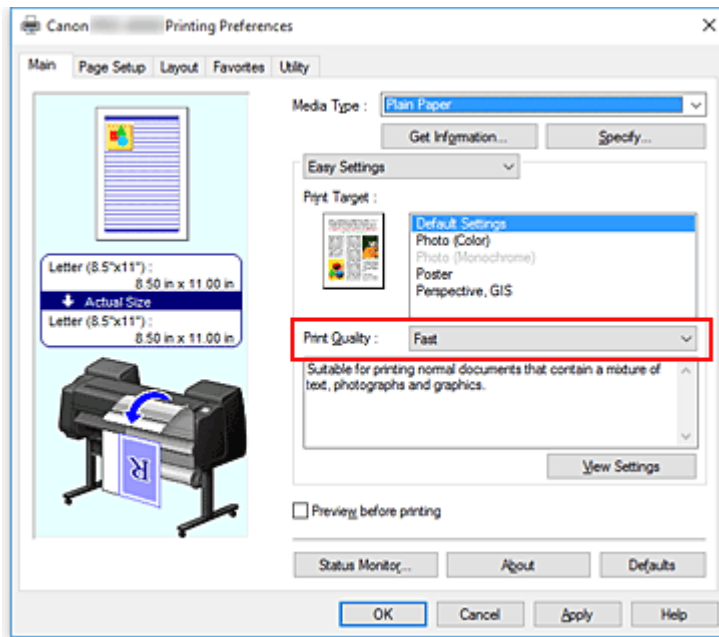 Canon Printing Preferences
Main Page Setup Layout Favorites Utility
Media Type : Plain Paper
Get Information... Specify...
Easy Settings
Print Target :
Default Settings
Photo (Color)
Photo (Monochrome)
Poster
Perspective, GIS
Letter (8.5"x11") :
8.50 in x 11.00 in
Actual Size
Letter (8.5"x11") :
8.50 in x 11.00 in
Print Quality : Fast
Suitable for printing normal documents that contain a mixture of
text, photographs and graphics.
View Settings
R
Preview before printing
Status Monitor... About Defaults
OK Cancel Apply Help